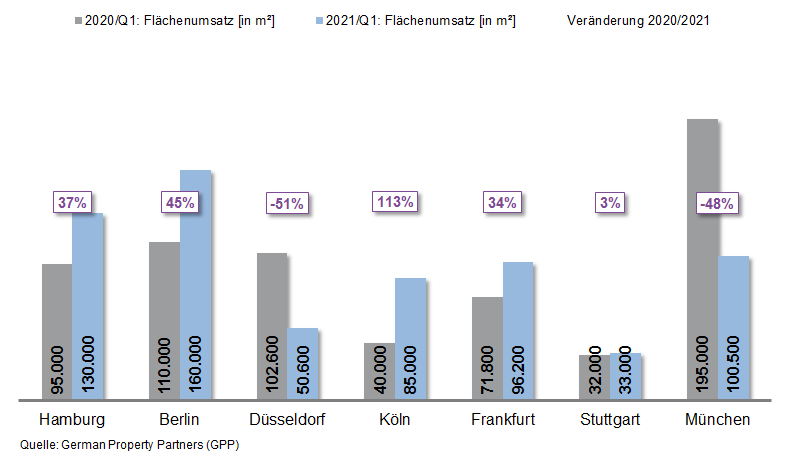 2020/Q1: Flächenumsatz [in m²] 2021/Q1: Flächenumsatz [in m²] Veränderung 2020/2021
37% 45% -51% 113% 34% 3% -48%
95.000 130.000 110.000 160.000 102.600 50.600 40.000 85.000 71.800 96.200 32.000 33.000 195.000 100.500
Hamburg Berlin Düsseldorf Köln Frankfurt Stuttgart München
Quelle: German Property Partners (GPP)